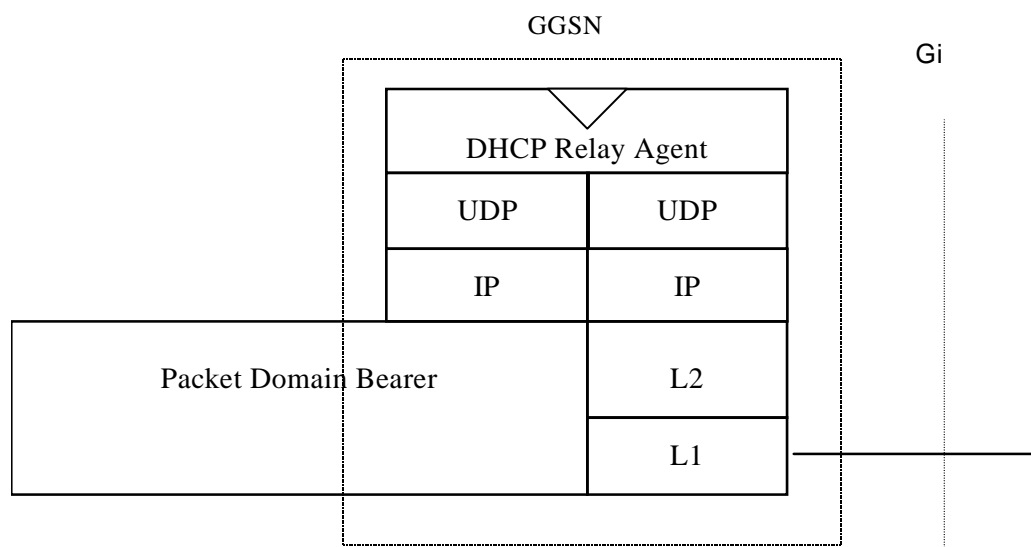 GGSN
Gi
DHCP Relay Agent
UDP
UDP
IP
IP
Packet Domain Bearer
L2
L1